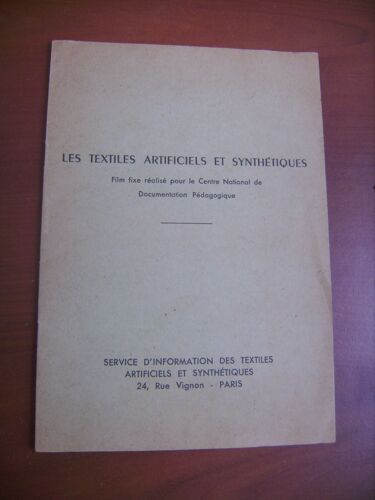 LES TEXTILES ARTIFICIELS ET SYNTHÉTIQUES
Film fixe réalisé pour le Centre National de
Documentation Pédagogique
SERVICE D'INFORMATION DES TEXTILES
ARTIFICIELS ET SYNTHÉTIQUES
24, Rue Vignon - PARIS